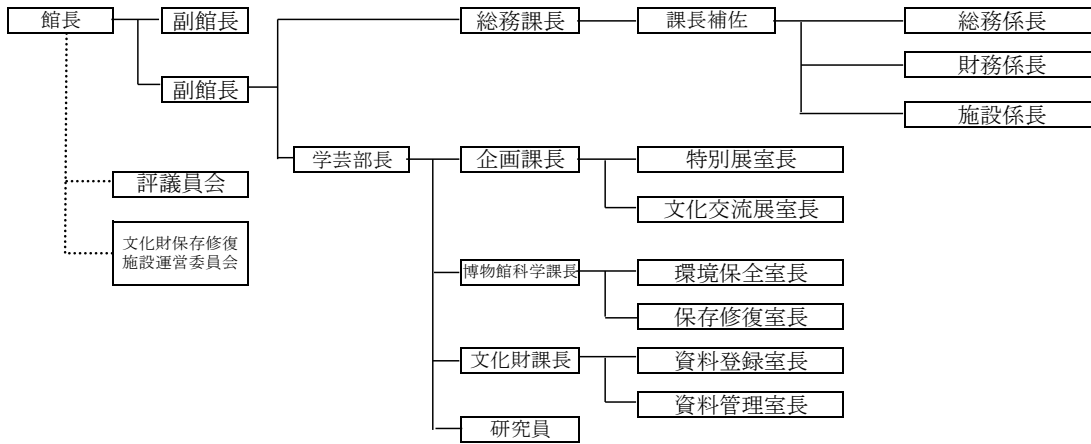 館長
副館長
総務課長
課長補佐
総務係長
財務係長
副館長
施設係長
学芸部長
企画課長
特別展室長
評議員会
文化交流展室長
文化財保存修復
施設運営委員会
博物館科学課長
環境保全室長
保存修復室長
文化財課長
資料登録室長
資料管理室長
研究員